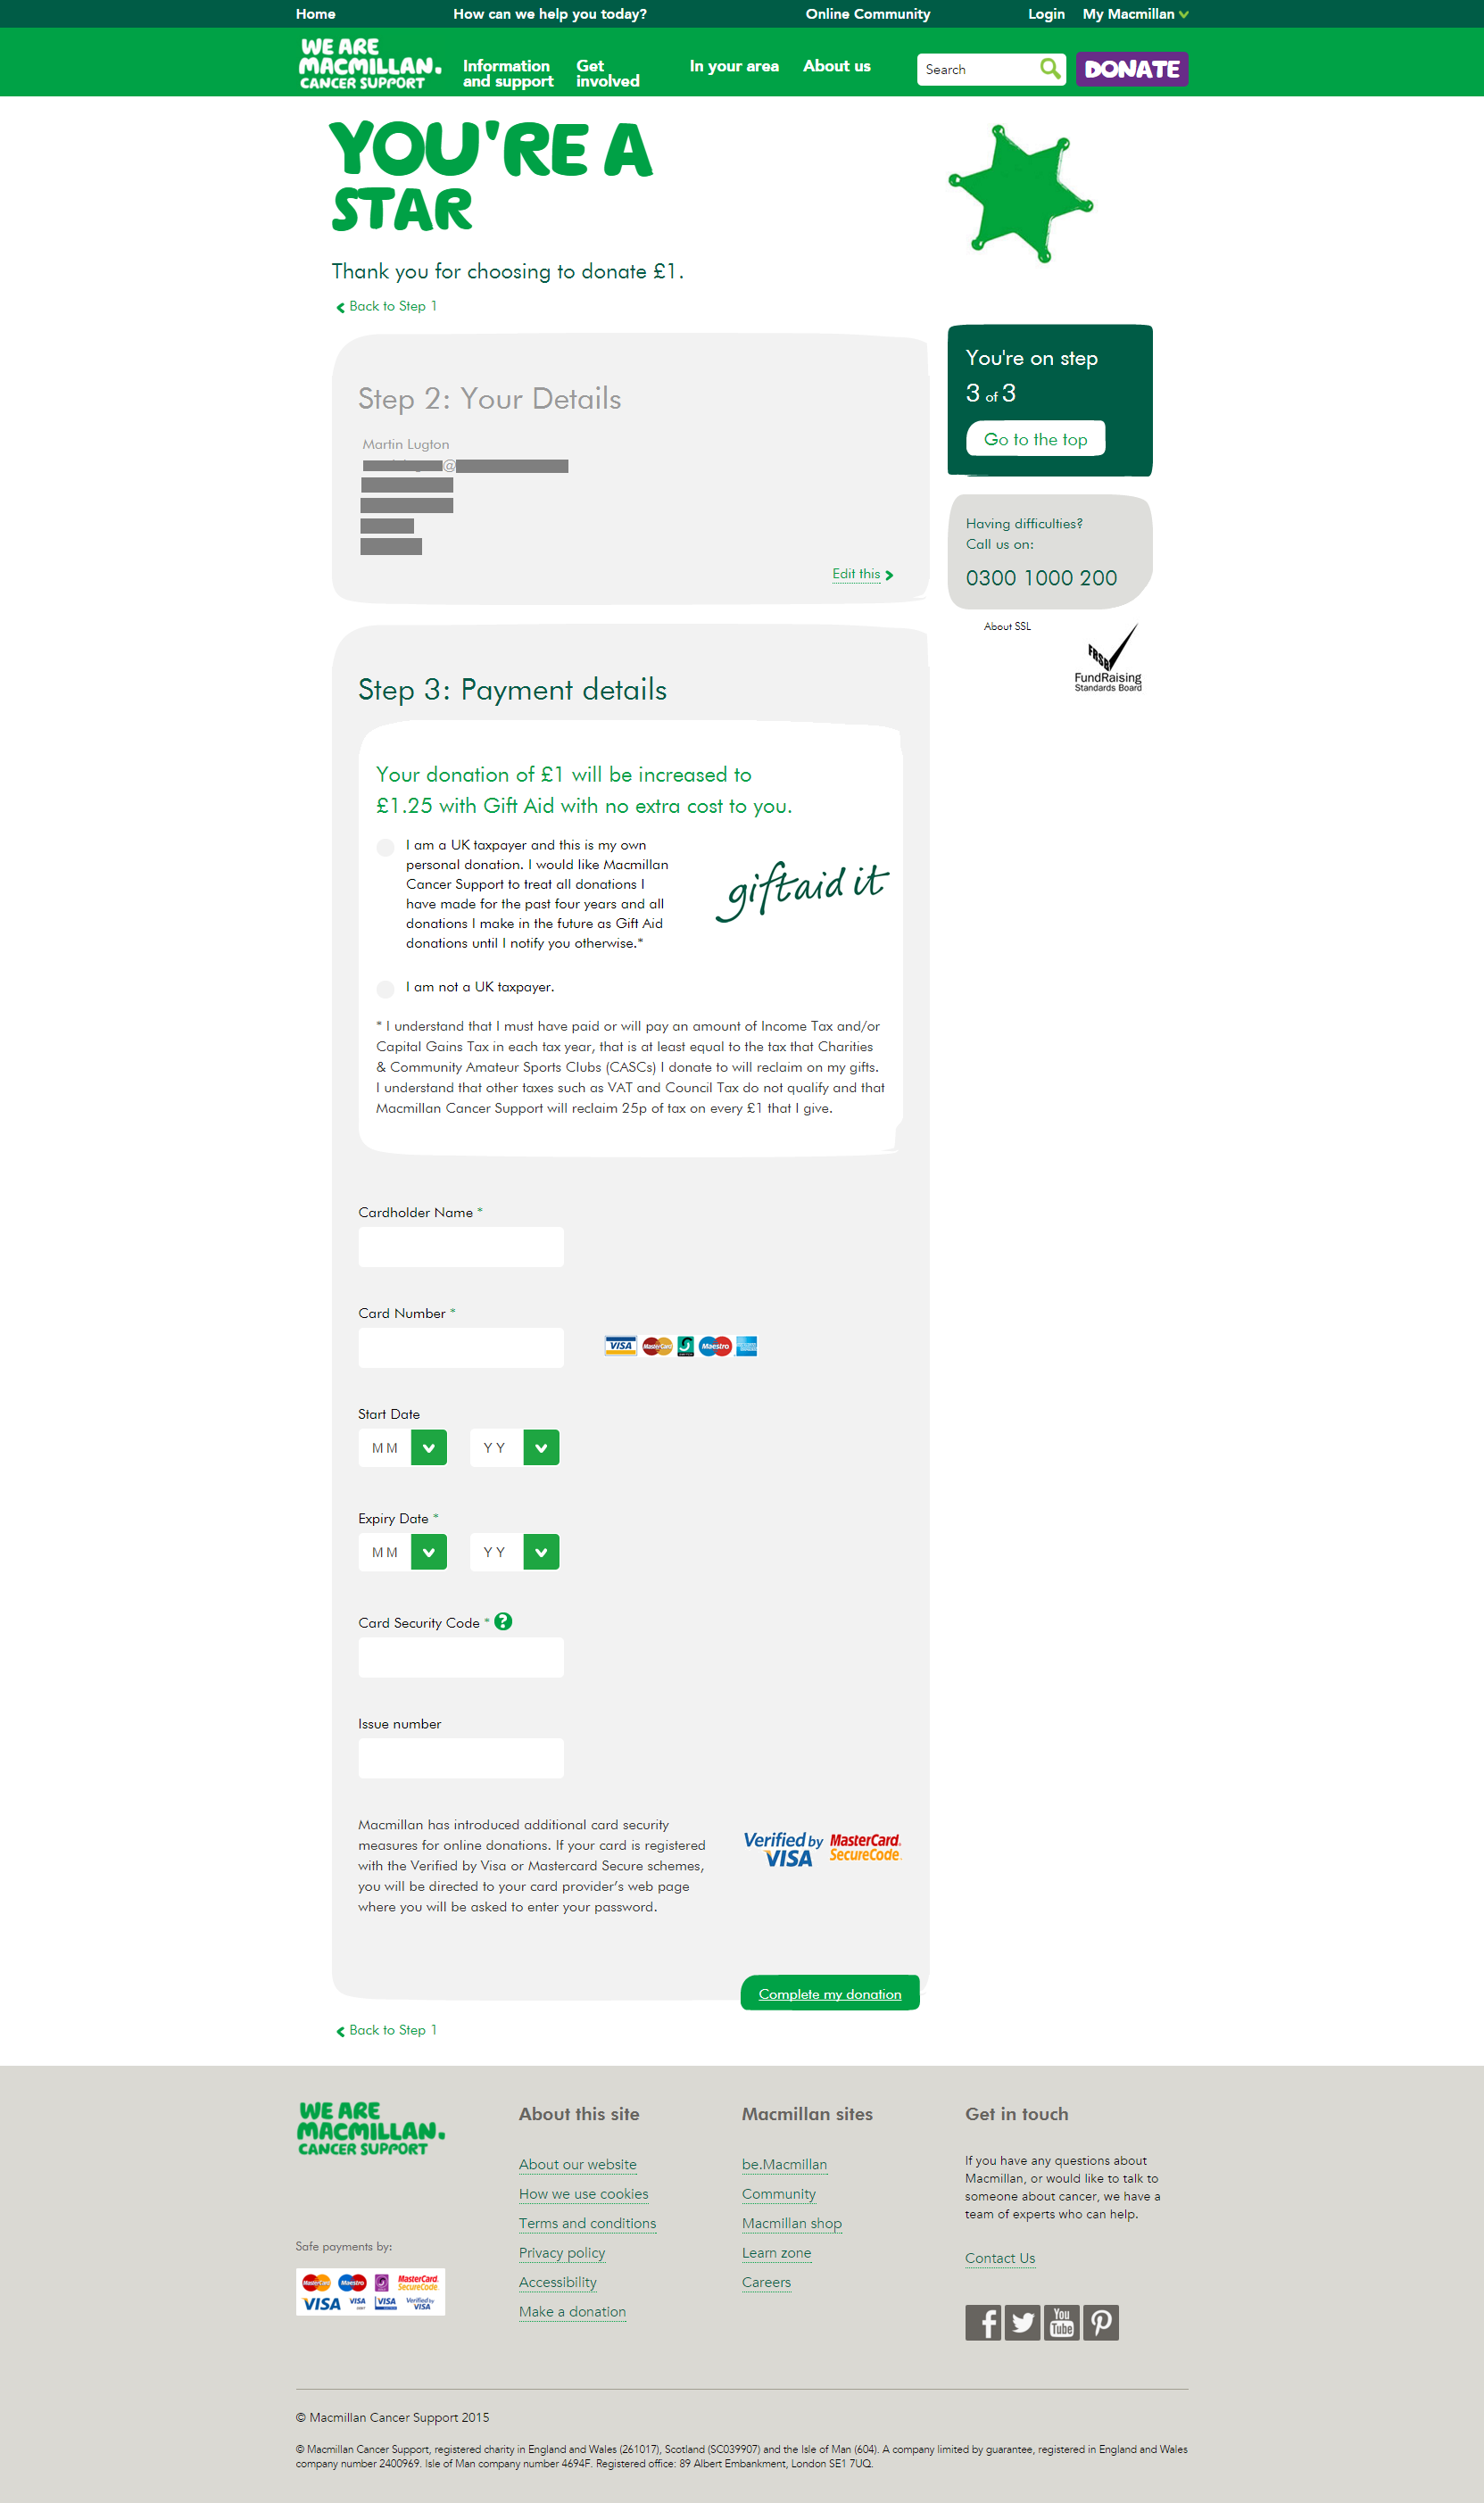 Home
How can we help you today?
Online Community
Login
My Macmillan
WE ARE
MACMILLAN.
CANCER SUPPORT
Information
and support
Get
involved
In your area
About us
Search
DONATE
YOU'RE A
STAR
Thank you for choosing to donate £1.
Back to Step 1
Step 2: Your Details
Martin Lugton
@
Edit this
You're on step
3 of 3
Go to the top
Having difficulties?
Call us on:
0300 1000 200
About SSL
FRSB
FundRaising
Standards Board
Step 3: Payment details
Your donation of £1 will be increased to
£1.25 with Gift Aid with no extra cost to you.
I am a UK taxpayer and this is my own
personal donation. I would like Macmillan
Cancer Support to treat all donations I
have made for the past four years and all
donations I make in the future as Gift Aid
donations until I notify you otherwise.*
giftaid it
I am not a UK taxpayer.
* I understand that I must have paid or will pay an amount of Income Tax and/or
Capital Gains Tax in each tax year, that is at least equal to the tax that Charities
& Community Amateur Sports Clubs (CASCs) I donate to will reclaim on my gifts.
I understand that other taxes such as VAT and Council Tax do not qualify and that
Macmillan Cancer Support will reclaim 25p of tax on every £1 that I give.
Cardholder Name *
Card Number *
VISA MasterCard Maestro
Start Date
MM YY
Expiry Date *
MM YY
Card Security Code * ?
Issue number
Macmillan has introduced additional card security
measures for online donations. If your card is registered
with the Verified by Visa or Mastercard Secure schemes,
you will be directed to your card provider's web page
where you will be asked to enter your password.
Verified by
VISA
MasterCard.
SecureCode.
Complete my donation
Back to Step 1
WE ARE
MACMILLAN.
CANCER SUPPORT
Safe payments by:
MasterCard Maestro MasterCard. SecureCode.
VISA VISA VISA Verified by VISA
About this site
About our website
How we use cookies
Terms and conditions
Privacy policy
Accessibility
Make a donation
Macmillan sites
be.Macmillan
Community
Macmillan shop
Learn zone
Careers
Get in touch
If you have any questions about
Macmillan, or would like to talk to
someone about cancer, we have a
team of experts who can help.
Contact Us
You
Tube
© Macmillan Cancer Support 2015
© Macmillan Cancer Support, registered charity in England and Wales (261017), Scotland (SC039907) and the Isle of Man (604). A company limited by guarantee, registered in England and Wales
company number 2400969. Isle of Man company number 4694F. Registered office: 89 Albert Embankment, London SE1 7UQ.